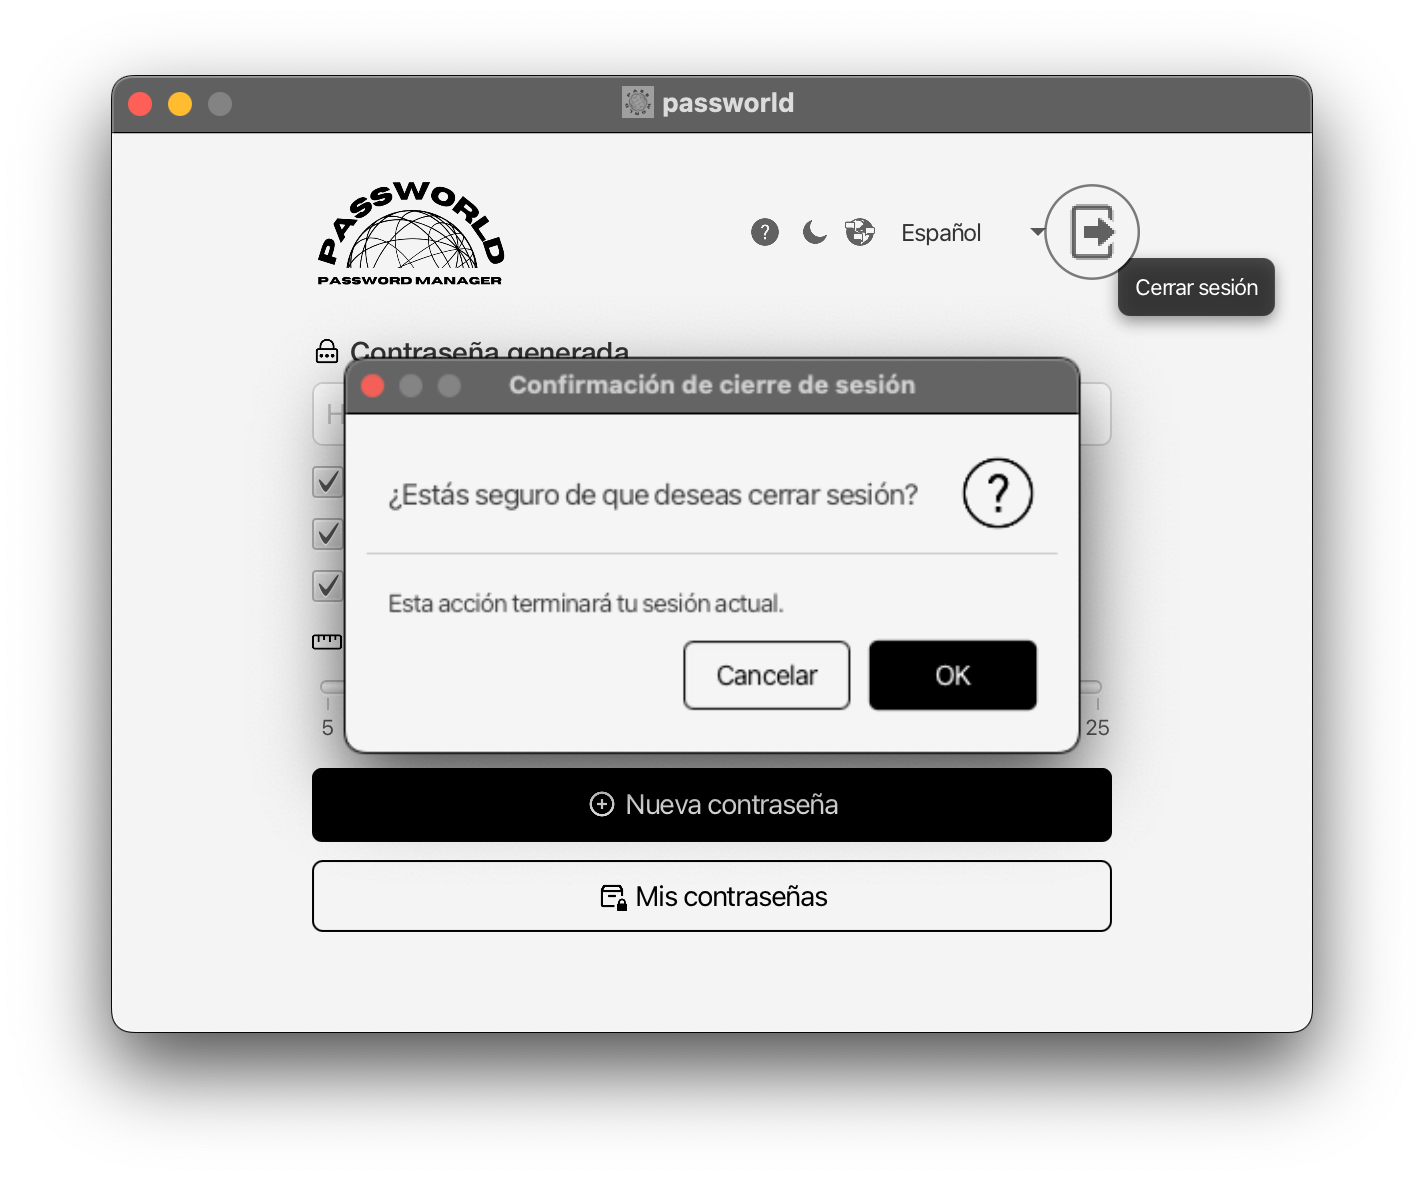 passworld
PASSWORLD
PASSWORD MANAGER
? Español
Cerrar sesión
Contraseña generada
Confirmación de cierre de sesión
H
¿Estás seguro de que deseas cerrar sesión? ?
Esta acción terminará tu sesión actual.
Cancelar OK
5 25
Nueva contraseña
Mis contraseñas